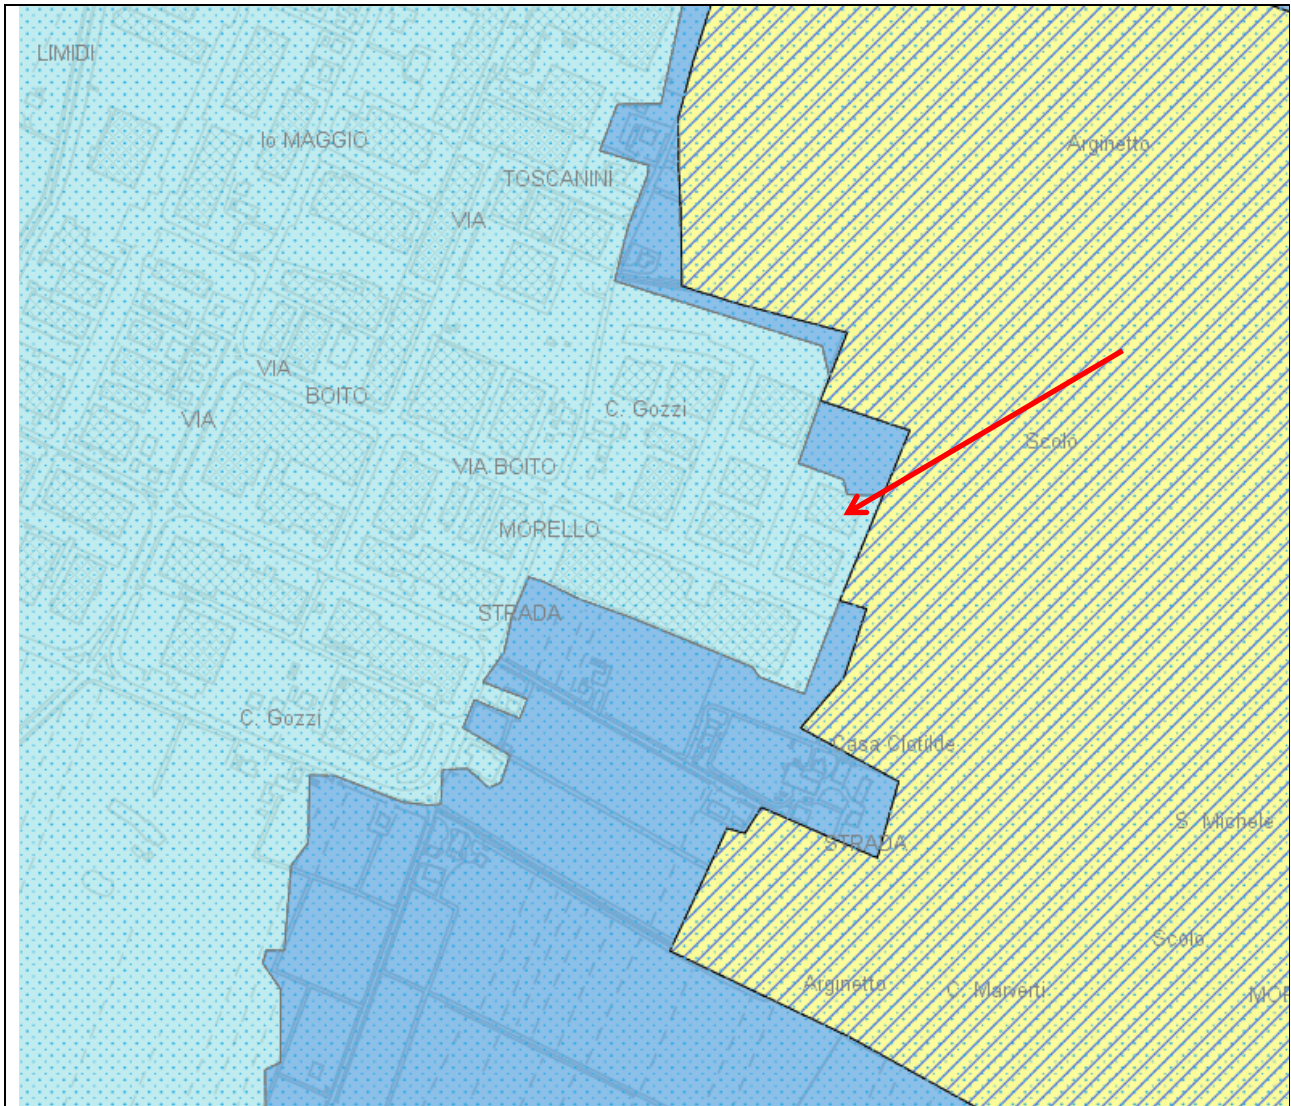 LIMIDI
Io MAGGIO
Arginetto
TOSCANINI
VIA
VIA
BOITO
VIA
C. Gozzi
Scolo
VIA BOITO
MORELLO
STRADA
C. Gozzi
Casa Clotilde
S. Michele
STRADA
Scolo
Arginetto
C. Marverti
MOR